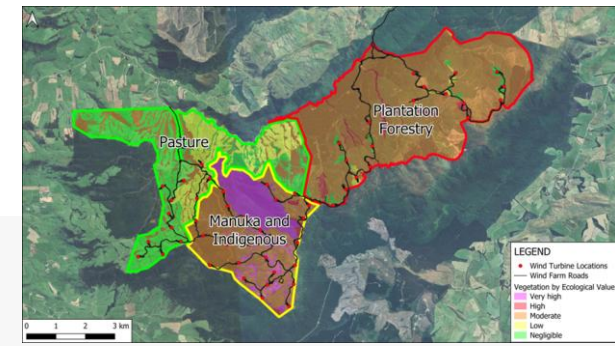 Plantation
Forestry
Pasture
Manuka and
Indigenous
LEGEND
Wind Turbine Locations
Wind Farm Roads
Vegetation by Ecological Value
Very high
High
Moderate
Low
Negligible
0 1 2 3 km